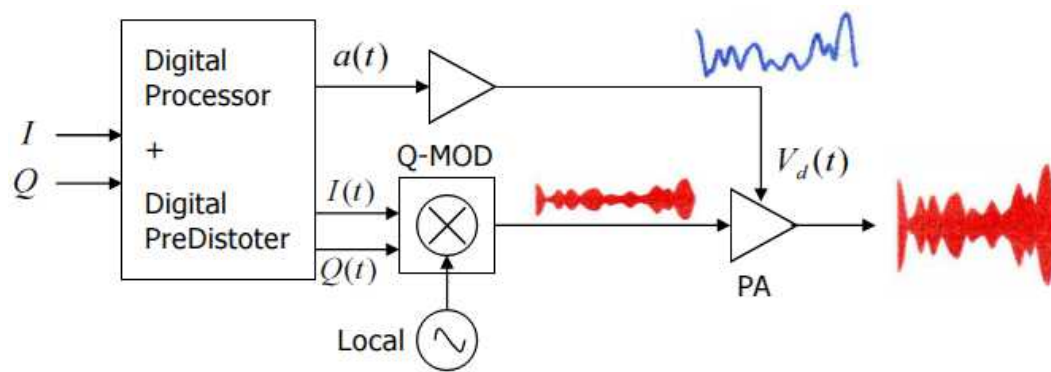 Digital
Processor
+
Digital
PreDistoter
I
Q
a(t)
Q-MOD
I(t)
Q(t)
Local
V_d(t)
PA